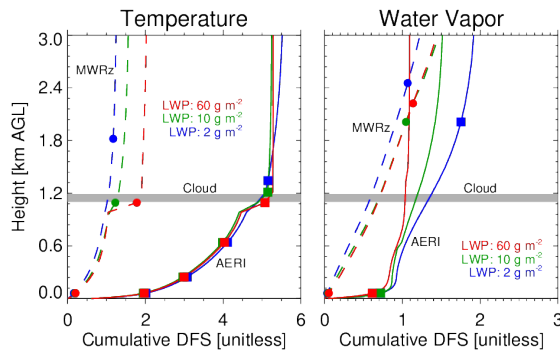 Temperature
Water Vapor
3.0
2.4
1.8
1.2
0.6
0.0
Height [km AGL]
MWRz
LWP: 60 g m⁻²
LWP: 10 g m⁻²
LWP: 2 g m⁻²
Cloud
AERI
0 2 4 6
Cumulative DFS [unitless]
MWRz
Cloud
AERI
LWP: 60 g m⁻²
LWP: 10 g m⁻²
LWP: 2 g m⁻²
0 1 2 3
Cumulative DFS [unitless]